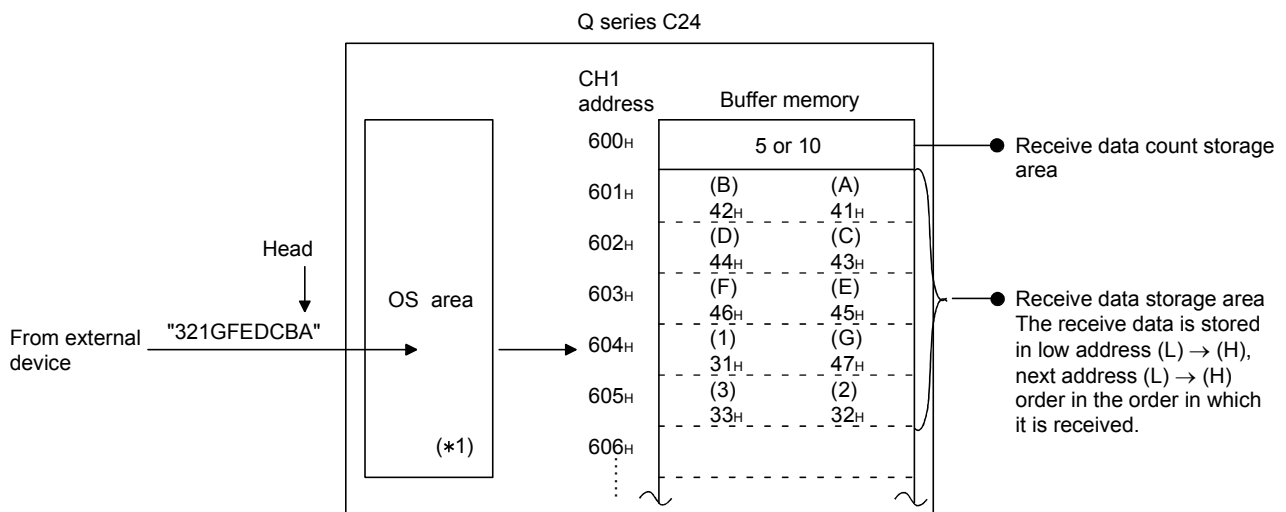 Q series C24
CH1
address
Buffer memory
600H
5 or 10
Receive data count storage
area
601H
(B) (A)
42H 41H
602H
(D) (C)
44H 43H
Head
603H
(F) (E)
46H 45H
OS area
Receive data storage area
The receive data is stored
in low address (L) → (H),
next address (L) → (H)
order in the order in which
it is received.
From external
device
"321GFEDCBA"
604H
(1) (G)
31H 47H
605H
(3) (2)
33H 32H
(*1)
606H